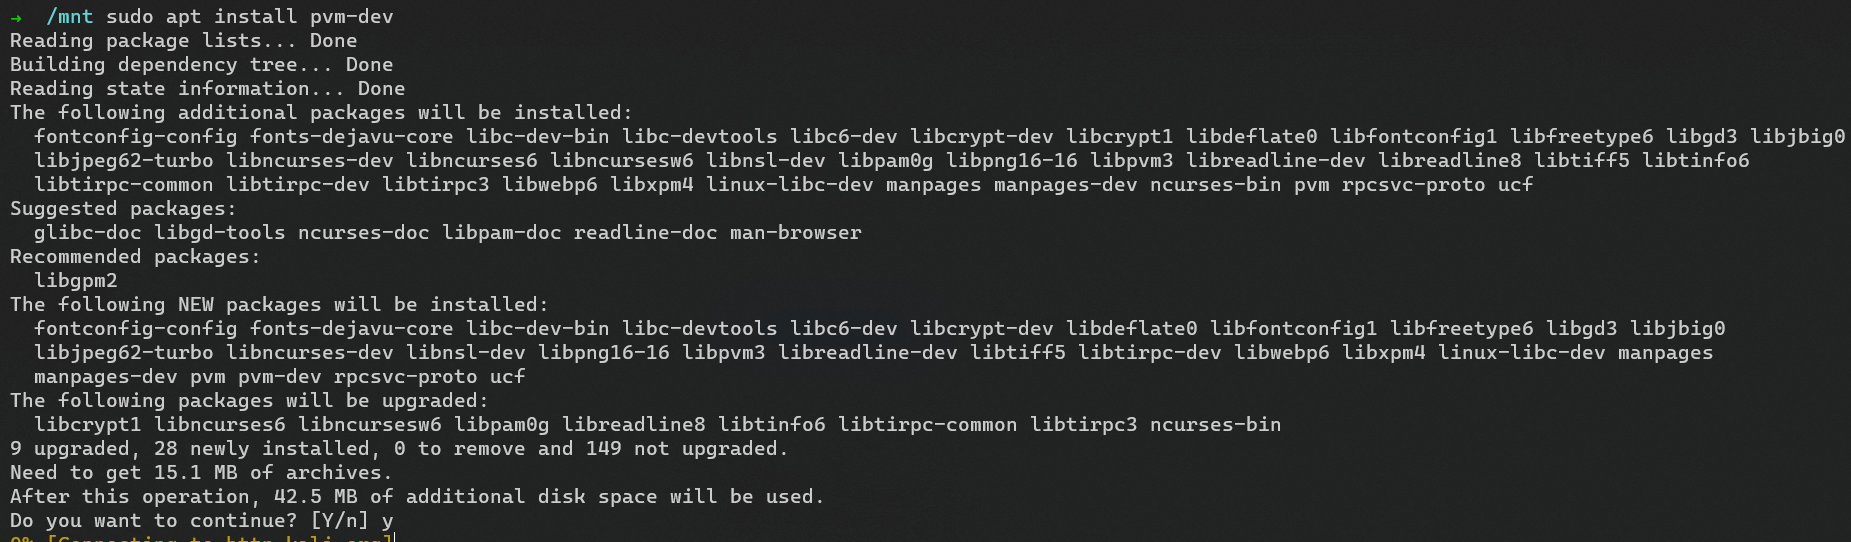 → /mnt sudo apt install pvm-dev
Reading package lists... Done
Building dependency tree... Done
Reading state information... Done
The following additional packages will be installed:
fontconfig-config fonts-dejavu-core libc-dev-bin libc-devtools libc6-dev libcrypt-dev libcrypt1 libdeflate0 libfontconfig1 libfreetype6 libgd3 libjbig0
libjpeg62-turbo libncurses-dev libncurses6 libncursesw6 libnsl-dev libpam0g libpng16-16 libpvm3 libreadline-dev libreadline8 libtiff5 libtinfo6
libtirpc-common libtirpc-dev libtirpc3 libwebp6 libxpm4 linux-libc-dev manpages manpages-dev ncurses-bin pvm rpcsvc-proto ucf
Suggested packages:
glibc-doc libgd-tools ncurses-doc libpam-doc readline-doc man-browser
Recommended packages:
libgpm2
The following NEW packages will be installed:
fontconfig-config fonts-dejavu-core libc-dev-bin libc-devtools libc6-dev libcrypt-dev libdeflate0 libfontconfig1 libfreetype6 libgd3 libjbig0
libjpeg62-turbo libncurses-dev libnsl-dev libpng16-16 libpvm3 libreadline-dev libtiff5 libtirpc-dev libwebp6 libxpm4 linux-libc-dev manpages
manpages-dev pvm pvm-dev rpcsvc-proto ucf
The following packages will be upgraded:
libcrypt1 libncurses6 libncursesw6 libpam0g libreadline8 libtinfo6 libtirpc-common libtirpc3 ncurses-bin
9 upgraded, 28 newly installed, 0 to remove and 149 not upgraded.
Need to get 15.1 MB of archives.
After this operation, 42.5 MB of additional disk space will be used.
Do you want to continue? [Y/n] y
0% [Connecting to http.kali.org]